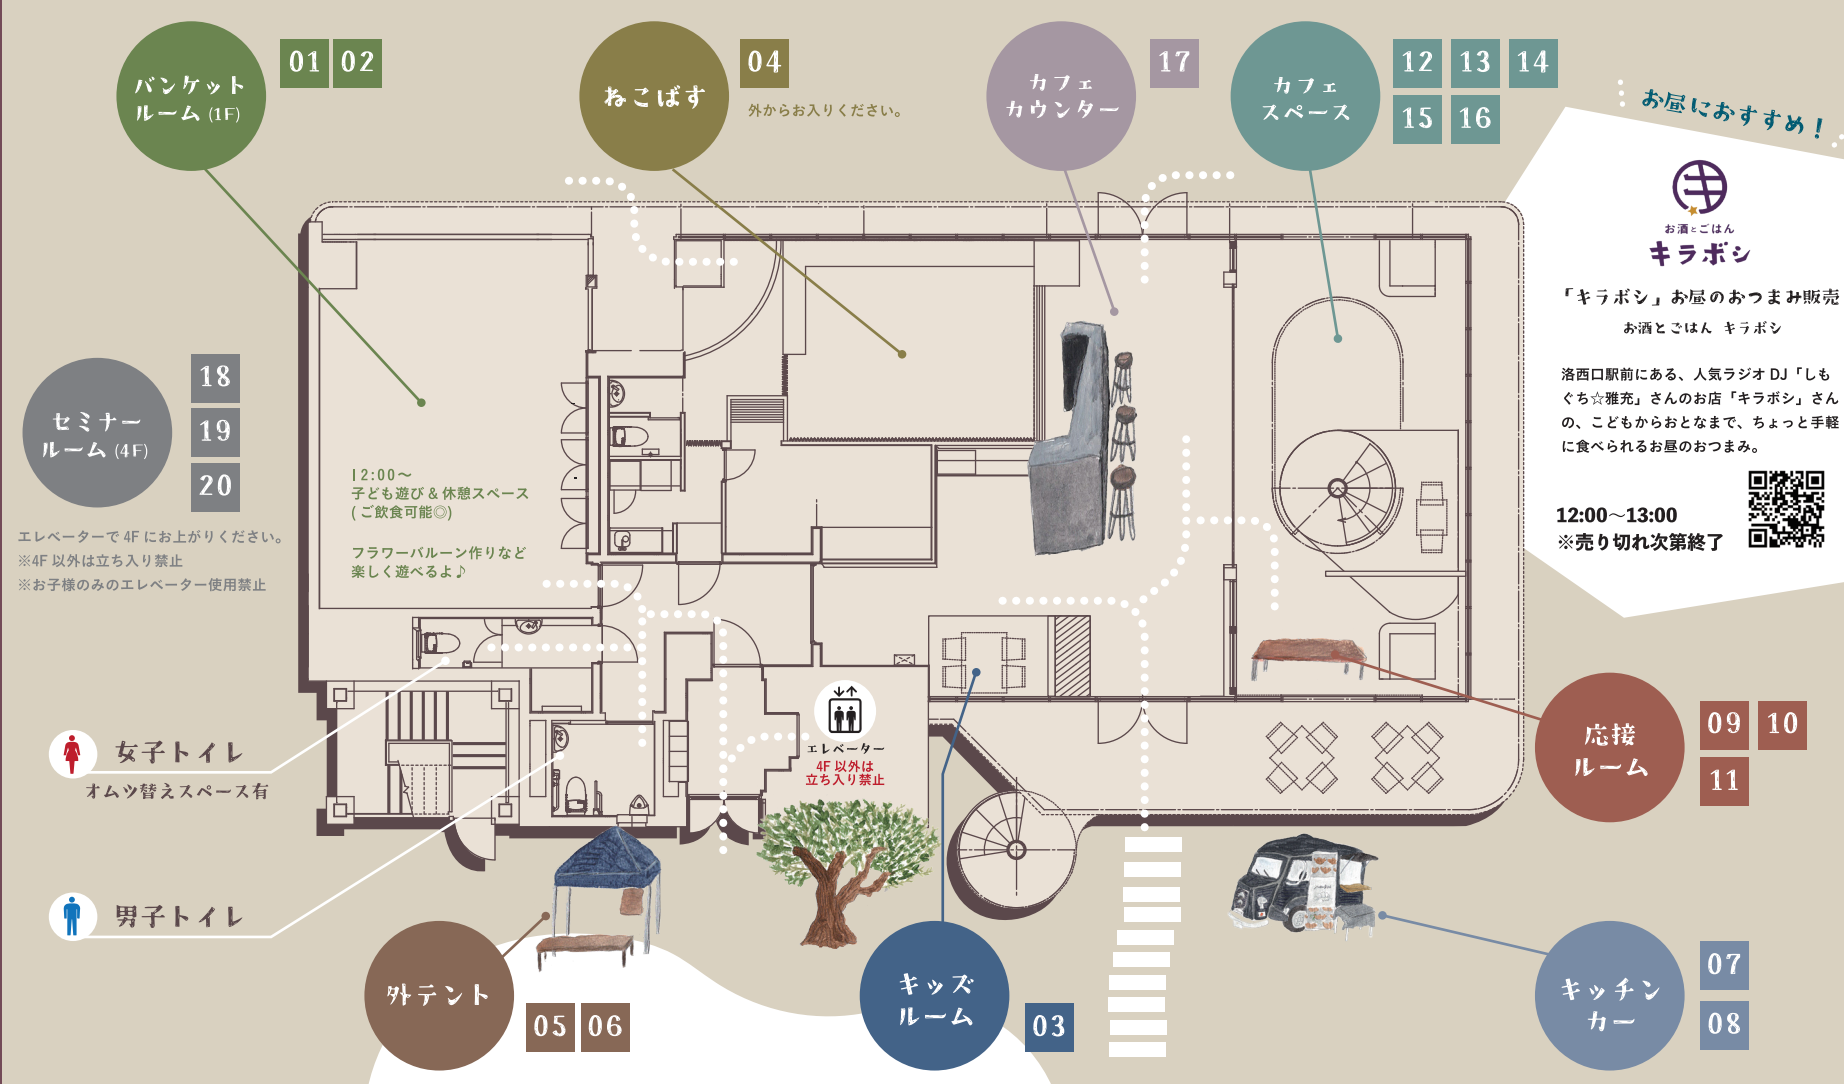 バンケット
ルーム (1F)
01 02
ねこばす
04
外からお入りください。
カフェ
カウンター
17
カフェ
スペース
12 13 14
15 16
お昼におすすめ！
キ
お酒とごはん
キラボシ
「キラボシ」お昼のおつまみ販売
お酒とごはん キラボシ
洛西口駅前にある、人気ラジオ DJ「しも
ぐち☆雅充」さんのお店「キラボシ」さん
の、こどもからおとなまで、ちょっと手軽
に食べられるお昼のおつまみ。
12:00〜13:00
※売り切れ次第終了
セミナー
ルーム (4F)
18
19
20
エレベーターで 4F にお上がりください。
※4F 以外は立ち入り禁止
※お子様のみのエレベーター使用禁止
12:00〜
子ども遊び & 休憩スペース
( ご飲食可能◎)
フラワーバルーン作りなど
楽しく遊べるよ♪
エレベーター
4F 以外は
立ち入り禁止
女子トイレ
オムツ替えスペース有
男子トイレ
応接
ルーム
09 10
11
外テント
05 06
キッズ
ルーム
03
キッチン
カー
07
08